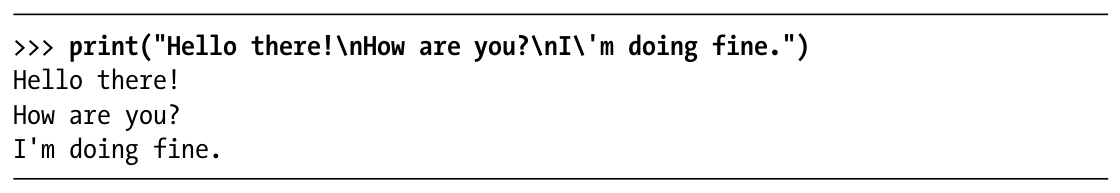 >>> print("Hello there!\nHow are you?\nI\'m doing fine.")
Hello there!
How are you?
I'm doing fine.